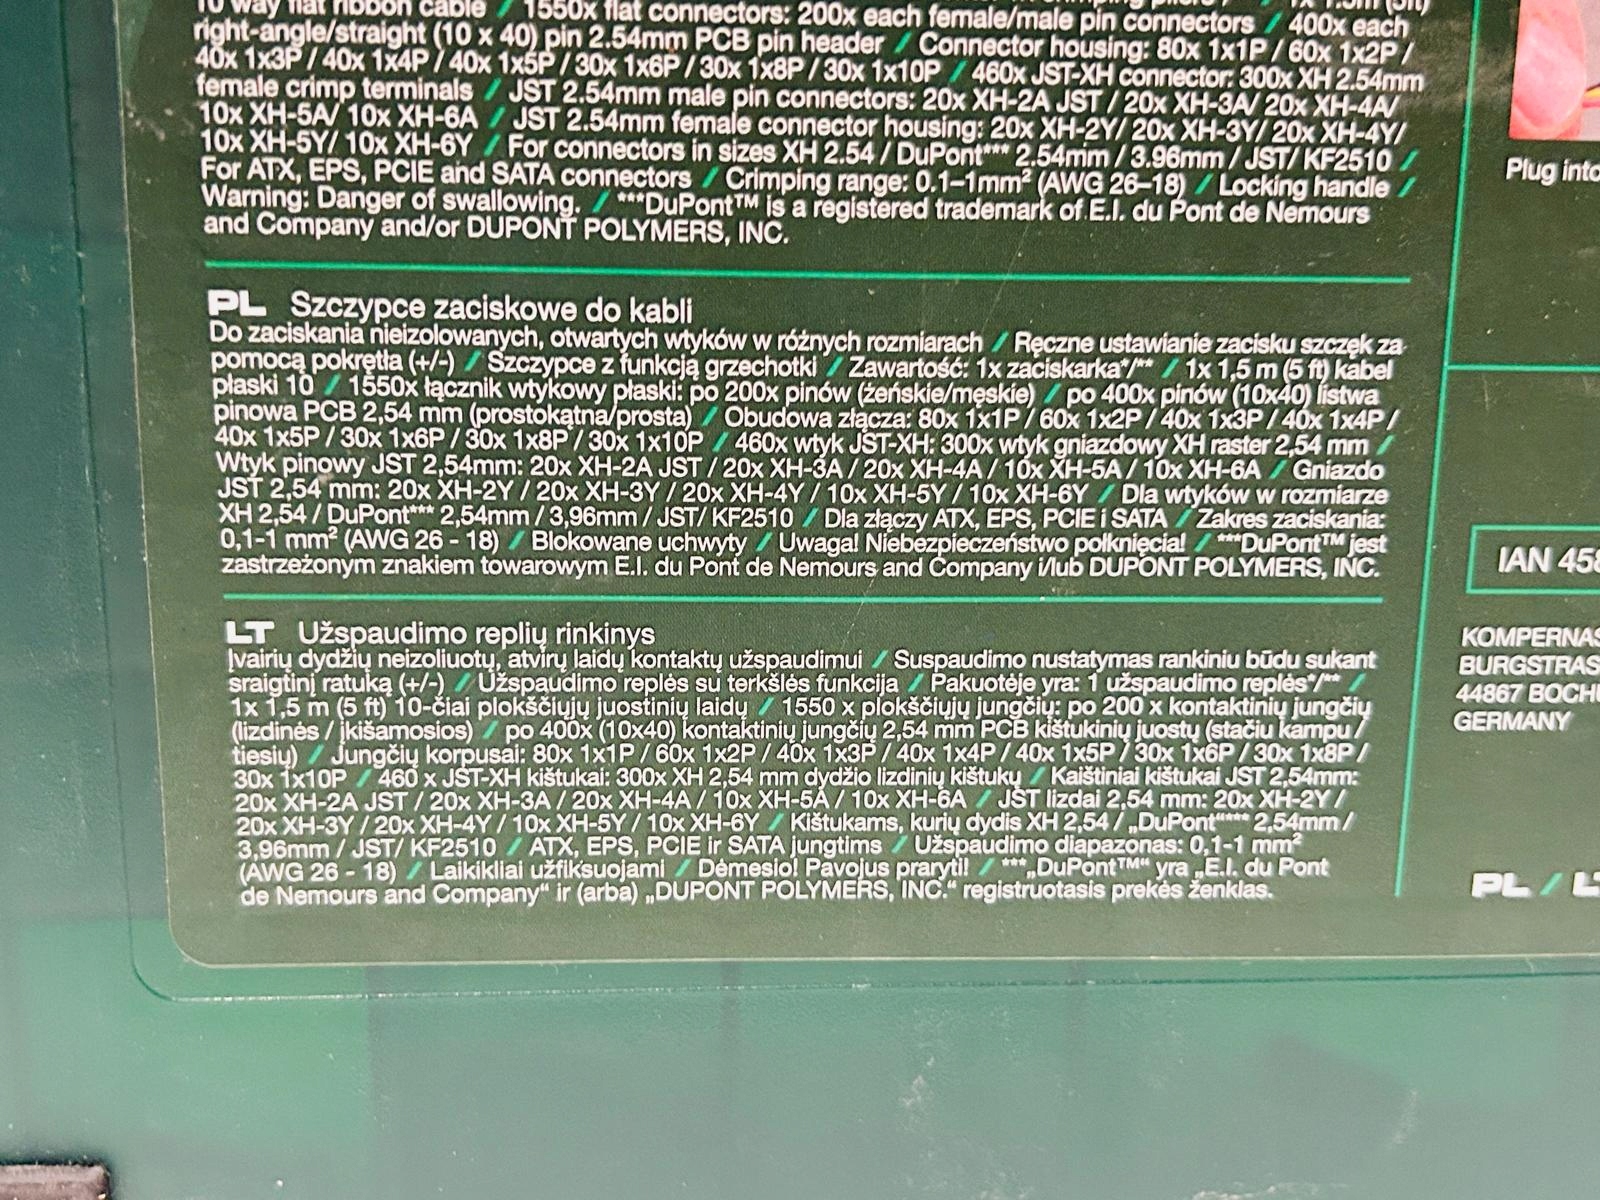 10 way flat ribbon cable / 1550x flat connectors: 200x each female/male pin connectors / 400x each
right-angle/straight (10 x 40) pin 2.54mm PCB pin header / Connector housing: 80x 1x1P / 60x 1x2P /
40x 1x3P / 40x 1x4P / 40x 1x5P / 30x 1x6P / 30x 1x8P / 30x 1x10P / 460x JST-XH connector: 300x XH 2.54mm
female crimp terminals / JST 2.54mm male pin connectors: 20x XH-2A JST / 20x XH-3A/ 20x XH-4A/
10x XH-5A/ 10x XH-6A / JST 2.54mm female connector housing: 20x XH-2Y/ 20x XH-3Y/ 20x XH-4Y/
10x XH-5Y/ 10x XH-6Y / For connectors in sizes XH 2.54 / DuPont*** 2.54mm / 3.96mm / JST/ KF2510 /
For ATX, EPS, PCIE and SATA connectors / Crimping range: 0.1–1mm² (AWG 26–18) / Locking handle /
Warning: Danger of swallowing. / ***DuPont™ is a registered trademark of E.I. du Pont de Nemours
and Company and/or DUPONT POLYMERS, INC.
PL Szczypce zaciskowe do kabli
Do zaciskania nieizolowanych, otwartych wtyków w różnych rozmiarach / Ręczne ustawianie zacisku szczęk za
pomocą pokrętła (+/-) / Szczypce z funkcją grzechotki / Zawartość: 1x zaciskarka*/** / 1x 1,5 m (5 ft) kabel
płaski 10 / 1550x łącznik wtykowy płaski: po 200x pinów (żeńskie/męskie) / po 400x pinów (10x40) listwa
pinowa PCB 2,54 mm (prostokątna/prosta) / Obudowa złącza: 80x 1x1P / 60x 1x2P / 40x 1x3P / 40x 1x4P /
40x 1x5P / 30x 1x6P / 30x 1x8P / 30x 1x10P / 460x wtyk JST-XH: 300x wtyk gniazdowy XH raster 2,54 mm /
Wtyk pinowy JST 2,54mm: 20x XH-2A JST / 20x XH-3A / 20x XH-4A / 10x XH-5A / 10x XH-6A / Gniazdo
JST 2,54 mm: 20x XH-2Y / 20x XH-3Y / 20x XH-4Y / 10x XH-5Y / 10x XH-6Y / Dla wtyków w rozmiarze
XH 2,54 / DuPont*** 2,54mm / 3,96mm / JST/ KF2510 / Dla złączy ATX, EPS, PCIE i SATA / Zakres zaciskania:
0,1-1 mm² (AWG 26 - 18) / Blokowane uchwyty / Uwaga! Niebezpieczeństwo połknięcia! / ***DuPont™ jest
zastrzeżonym znakiem towarowym E.I. du Pont de Nemours and Company i/lub DUPONT POLYMERS, INC.
LT Užspaudimo replių rinkinys
Įvairių dydžių neizoliuotų, atvirų laidų kontaktų užspaudimui / Suspaudimo nustatymas rankiniu būdu sukant
sraigtinį ratuką (+/-) / Užspaudimo replės su terkšlės funkcija / Pakuotėje yra: 1 užspaudimo replės*/** /
1x 1,5 m (5 ft) 10-čiai plokščiųjų juostinių laidų / 1550 x plokščiųjų jungčių: po 200 x kontaktinių jungčių
(lizdinės / įkišamosios) / po 400x (10x40) kontaktinių jungčių 2,54 mm PCB kištukinių juostų (stačiu kampu /
tiesių) / Jungčių korpusai: 80x 1x1P / 60x 1x2P / 40x 1x3P / 40x 1x4P / 40x 1x5P / 30x 1x6P / 30x 1x8P /
30x 1x10P / 460 x JST-XH kištukai: 300x XH 2,54 mm dydžio lizdinių kištukų / Kaištiniai kištukai JST 2,54mm:
20x XH-2A JST / 20x XH-3A / 20x XH-4A / 10x XH-5A / 10x XH-6A / JST lizdai 2,54 mm: 20x XH-2Y /
20x XH-3Y / 20x XH-4Y / 10x XH-5Y / 10x XH-6Y / Kištukams, kurių dydis XH 2,54 / „DuPont“*** 2,54mm /
3,96mm / JST/ KF2510 / ATX, EPS, PCIE ir SATA jungtims / Užspaudimo diapazonas: 0,1-1 mm²
(AWG 26 - 18) / Laikikliai užfiksuojami / Dėmesio! Pavojus praryti! / ***„DuPont™“ yra „E.I. du Pont
de Nemours and Company“ ir (arba) „DUPONT POLYMERS, INC.“ registruotasis prekės ženklas.
Plug into
IAN 458
KOMPERNAS
BURGSTRAS
44867 BOCHU
GERMANY
PL / LT